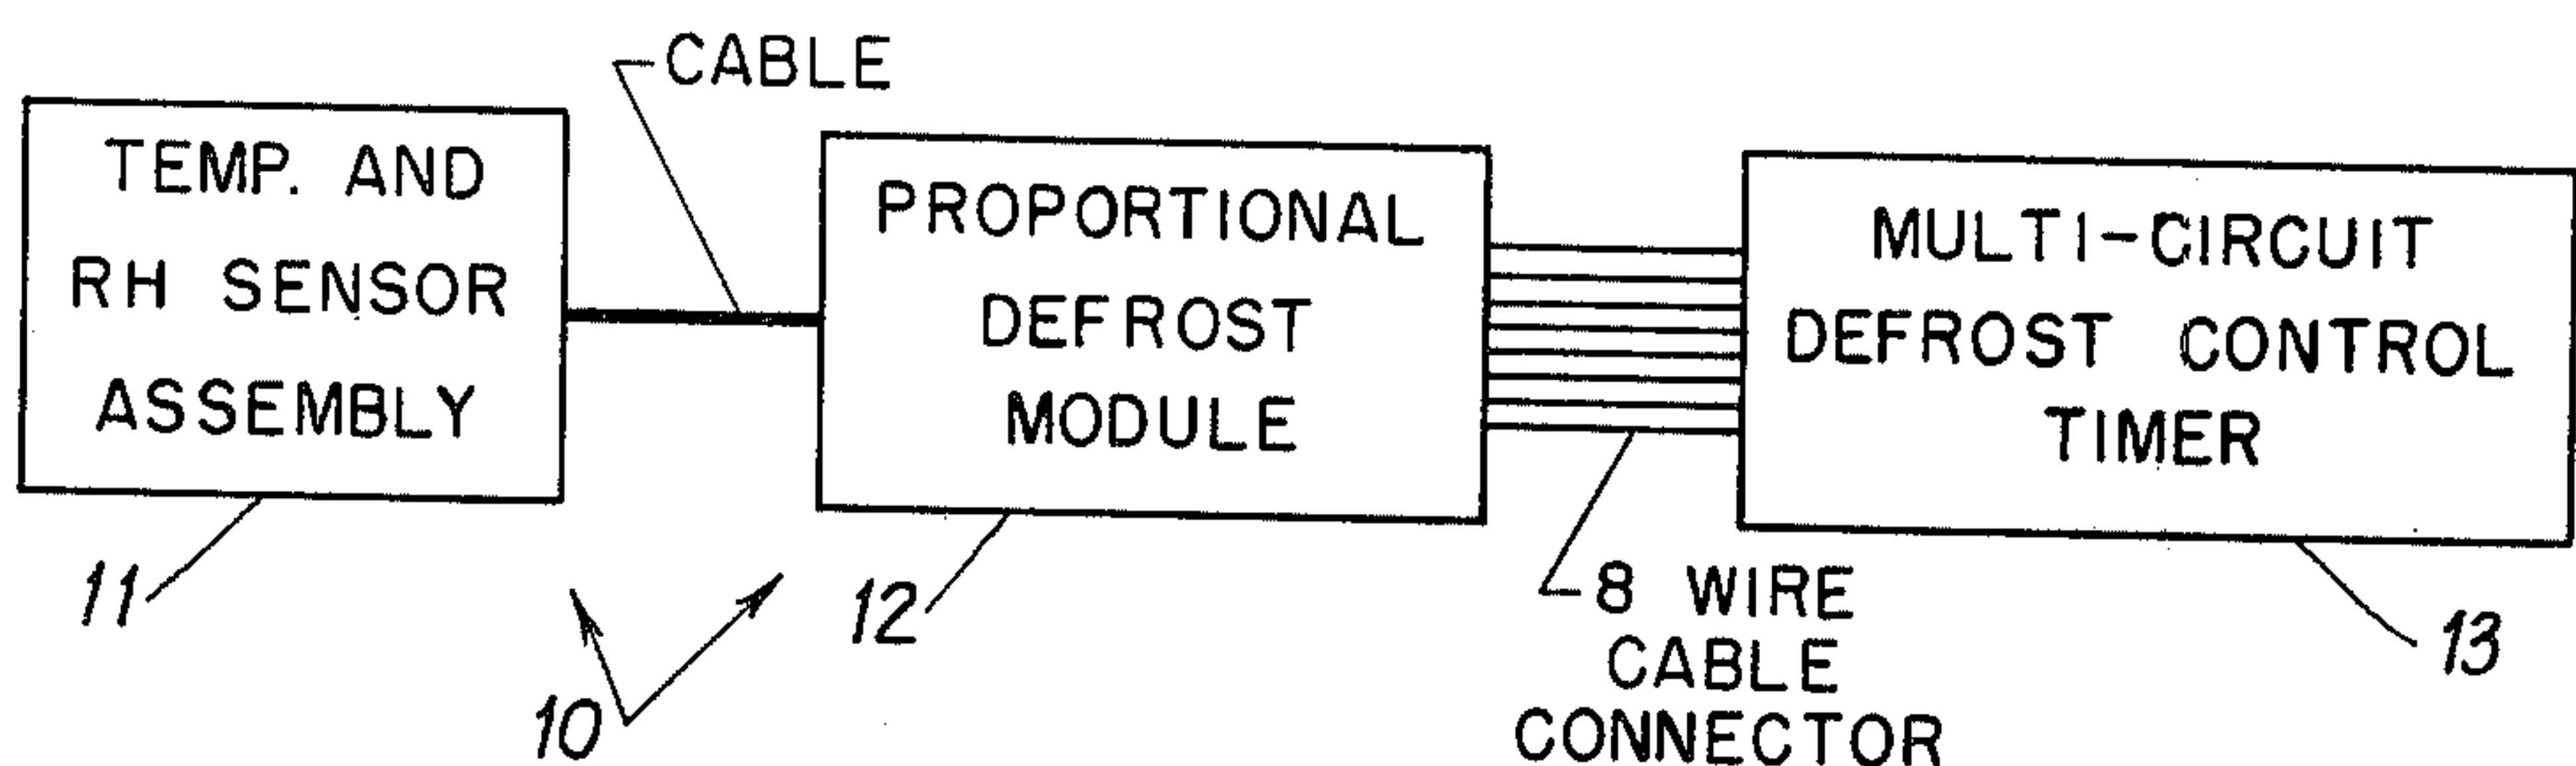 CABLE
TEMP. AND
RH SENSOR
ASSEMBLY
PROPORTIONAL
DEFROST
MODULE
MULTI-CIRCUIT
DEFROST CONTROL
TIMER
11
10
12
8 WIRE
CABLE
CONNECTOR
13